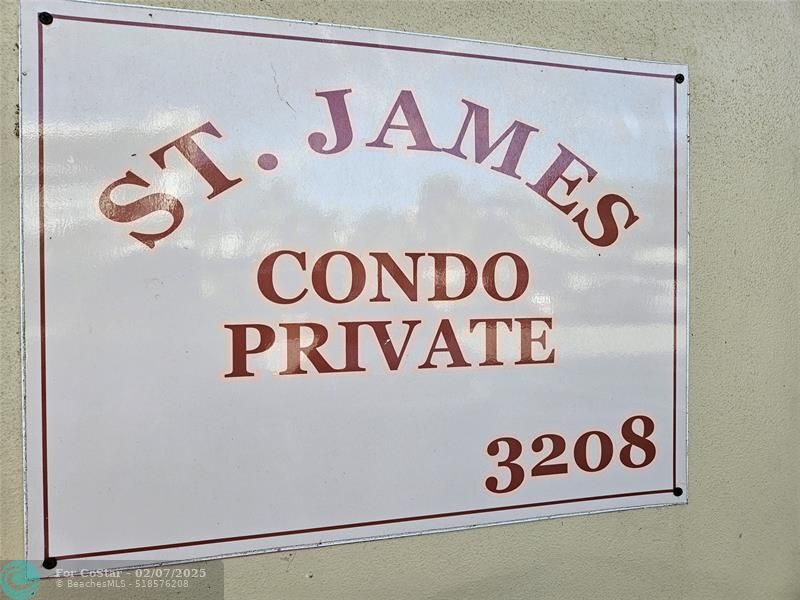 ST. JAMES
CONDO
PRIVATE
3208
For CoStar - 02/07/2025
© BeachesMLS - 518576208